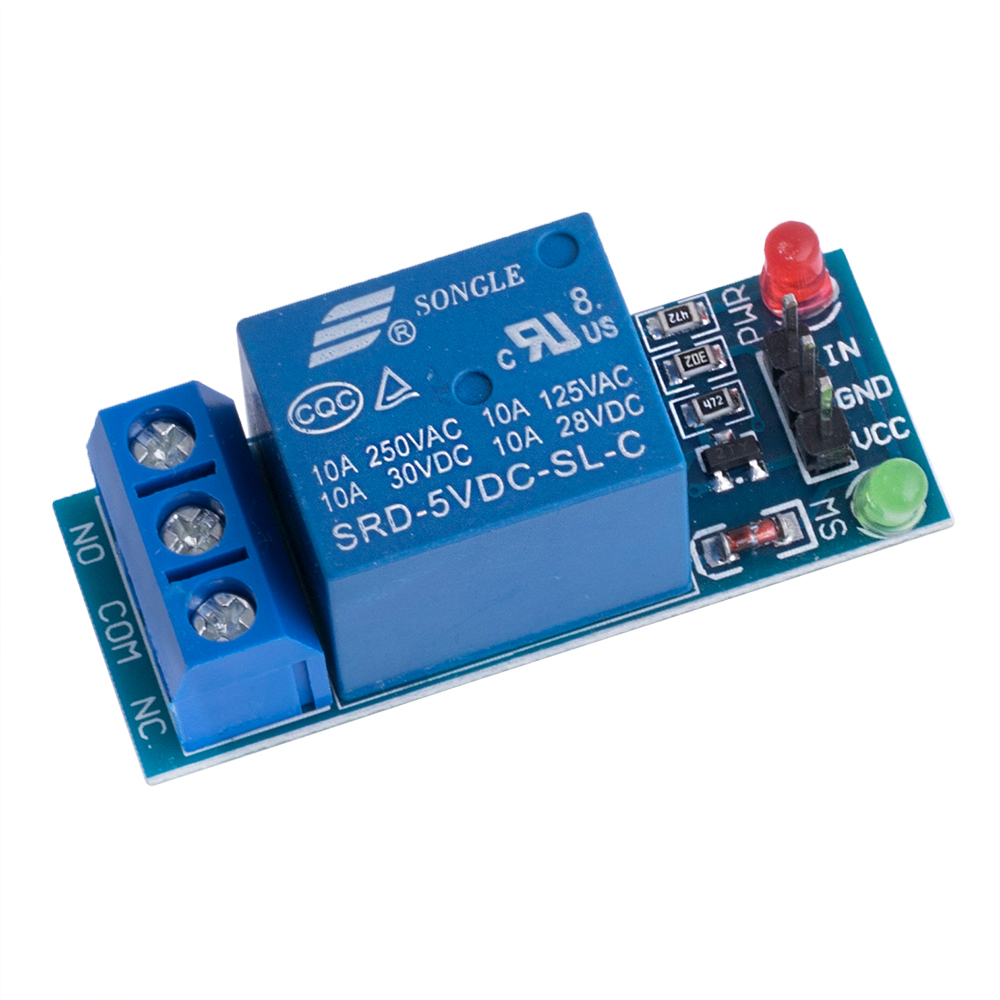 SONGLE
®
c RU US 8.
CQC
10A 250VAC 10A 125VAC
10A 30VDC 10A 28VDC
SRD-5VDC-SL-C
NO
COM
NC.
472
302
472
PWR
IN
GND
VCC
MS